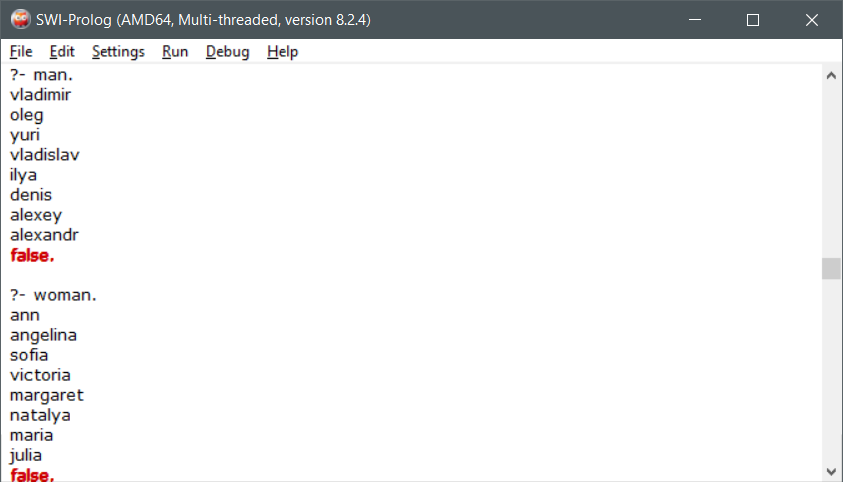 SWI-Prolog (AMD64, Multi-threaded, version 8.2.4)
File Edit Settings Run Debug Help
?- man.
vladimir
oleg
yuri
vladislav
ilya
denis
alexey
alexandr
false.
?- woman.
ann
angelina
sofia
victoria
margaret
natalya
maria
julia
false.